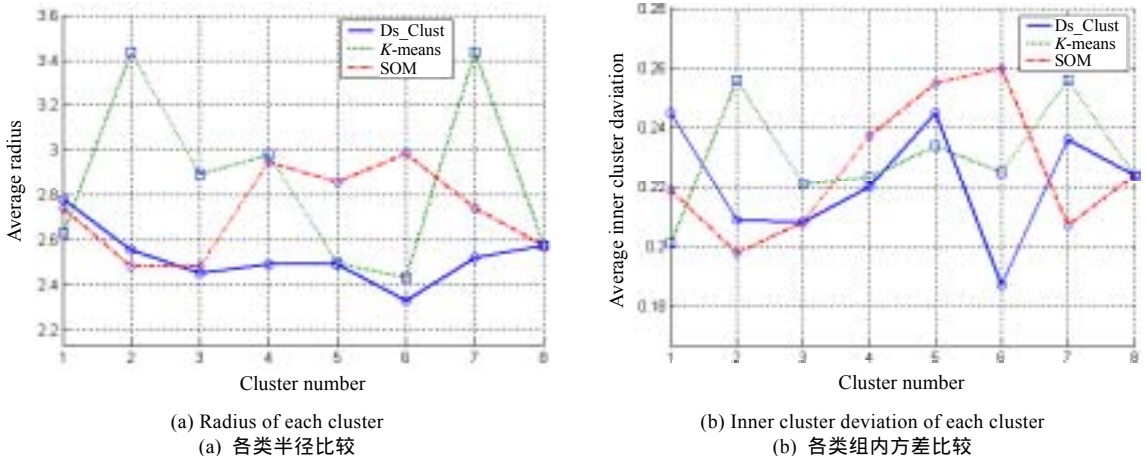 3.6
3.4
3.2
3
2.8
2.6
2.4
2.2
Average radius
Ds_Clust
K-means
SOM
1 2 3 4 5 6 7 8
Cluster number
(a) Radius of each cluster
(a) 各类半径比较
0.28
0.26
0.24
0.22
0.2
0.18
Average inner cluster daviation
Ds_Clust
K-means
SOM
1 2 3 4 5 6 7 8
Cluster number
(b) Inner cluster deviation of each cluster
(b) 各类组内方差比较